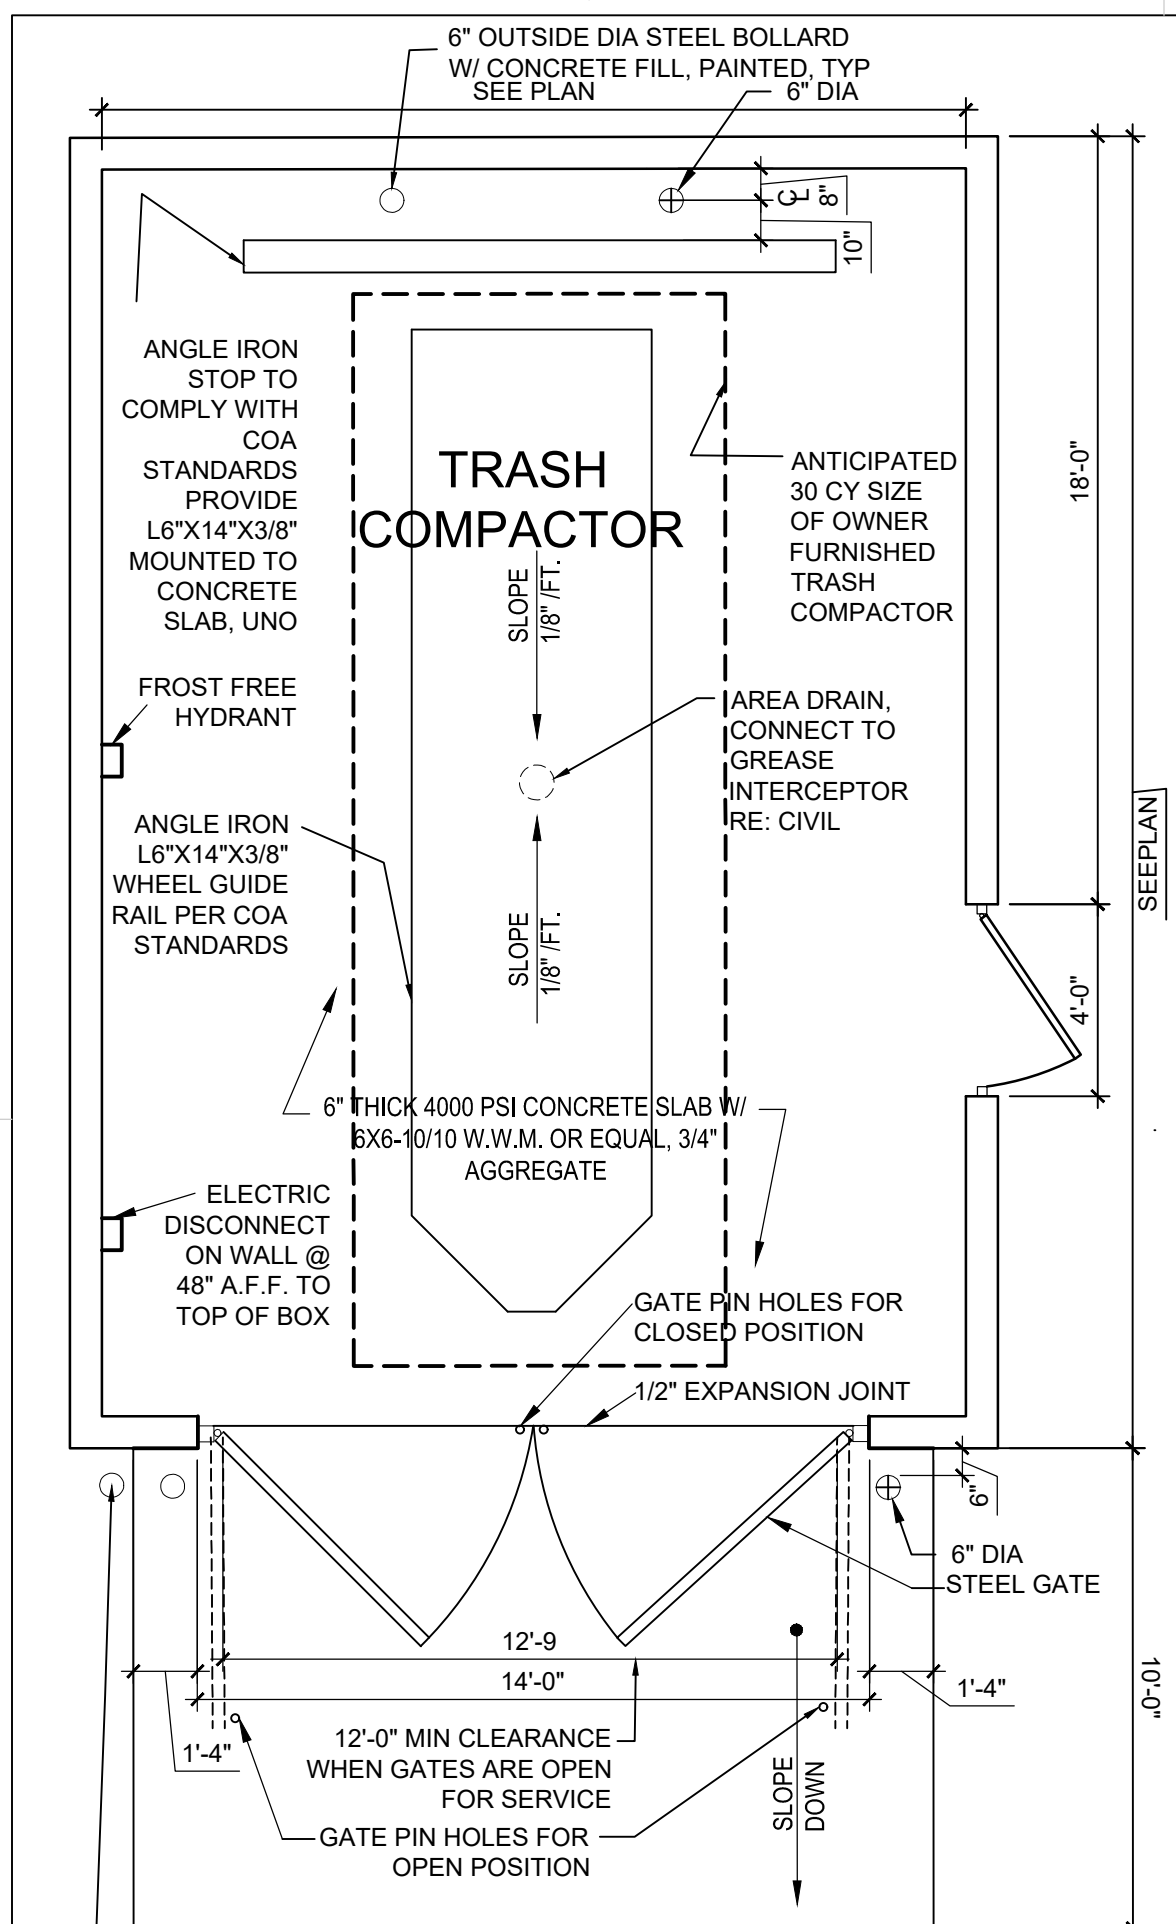 6" OUTSIDE DIA STEEL BOLLARD
W/ CONCRETE FILL, PAINTED, TYP
SEE PLAN
6" DIA
C L
8"
10"
ANGLE IRON
STOP TO
COMPLY WITH
COA
STANDARDS
PROVIDE
L6"X14"X3/8"
MOUNTED TO
CONCRETE
SLAB, UNO
TRASH
COMPACTOR
ANTICIPATED
30 CY SIZE
OF OWNER
FURNISHED
TRASH
COMPACTOR
18'-0"
SLOPE
1/8" /FT.
FROST FREE
HYDRANT
AREA DRAIN,
CONNECT TO
GREASE
INTERCEPTOR
RE: CIVIL
SEEPLAN
ANGLE IRON
L6"X14"X3/8"
WHEEL GUIDE
RAIL PER COA
STANDARDS
SLOPE
1/8" /FT.
4'-0"
6" THICK 4000 PSI CONCRETE SLAB W/
6X6-10/10 W.W.M. OR EQUAL, 3/4"
AGGREGATE
ELECTRIC
DISCONNECT
ON WALL @
48" A.F.F. TO
TOP OF BOX
GATE PIN HOLES FOR
CLOSED POSITION
1/2" EXPANSION JOINT
6"
6" DIA
STEEL GATE
12'-9
14'-0"
1'-4"
1'-4"
10'-0"
12'-0" MIN CLEARANCE
WHEN GATES ARE OPEN
FOR SERVICE
SLOPE
DOWN
GATE PIN HOLES FOR
OPEN POSITION